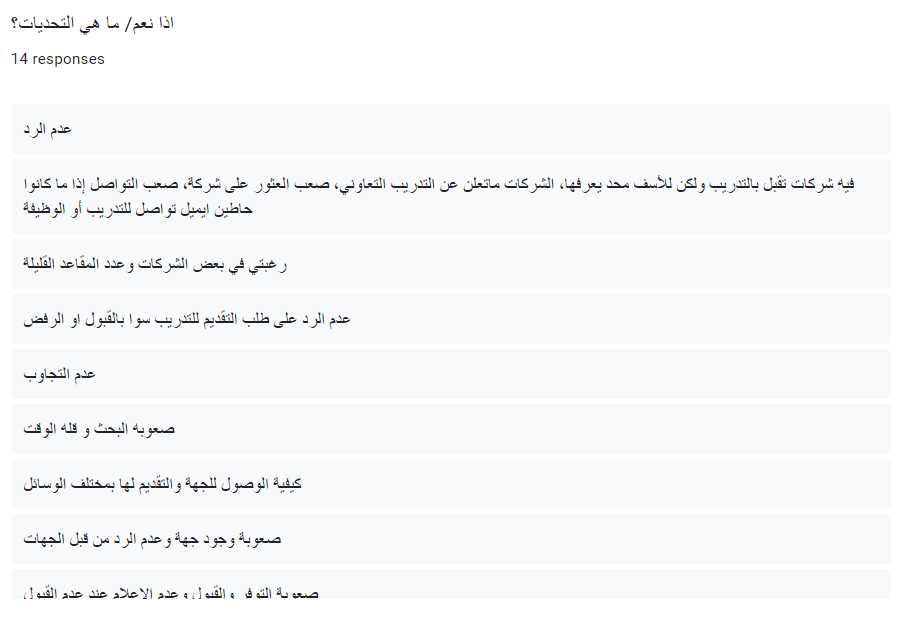 اذا نعم/ ما هي التحديات؟
14 responses
عدم الرد
فيه شركات تقبل بالتدريب ولكن للأسف محد يعرفها، الشركات ماتعلن عن التدريب التعاوني، صعب العثور على شركة، صعب التواصل إذا ما كانوا
حاطين ايميل تواصل للتدريب أو الوظيفة
رغبتي في بعض الشركات وعدد المقاعد القليلة
عدم الرد على طلب التقديم للتدريب سوا بالقبول او الرفض
عدم التجاوب
صعوبه البحث و قله الوقت
كيفية الوصول للجهة والتقديم لها بمختلف الوسائل
صعوبة وجود جهة وعدم الرد من قبل الجهات
صعوبة التوفر والقبول وعدم الاعلام عند عدم القبول